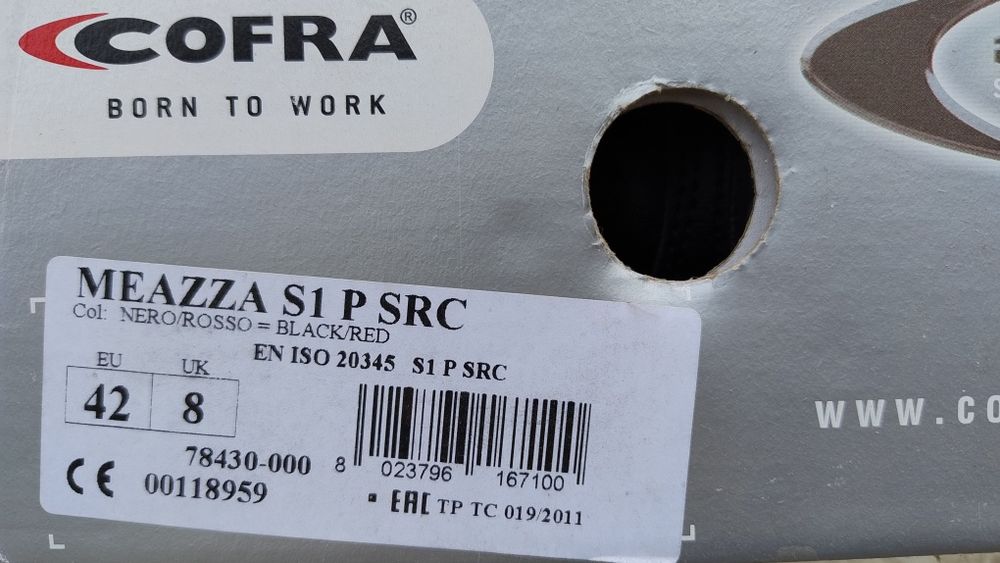 COFRA®
BORN TO WORK
MEAZZA S1 P SRC
Col: NERO/ROSSO = BLACK/RED
EN ISO 20345 S1 P SRC
EU UK
42 8
78430-000
00118959
CE
8 023796 167100
EAC TP TC 019/2011
WWW.CO